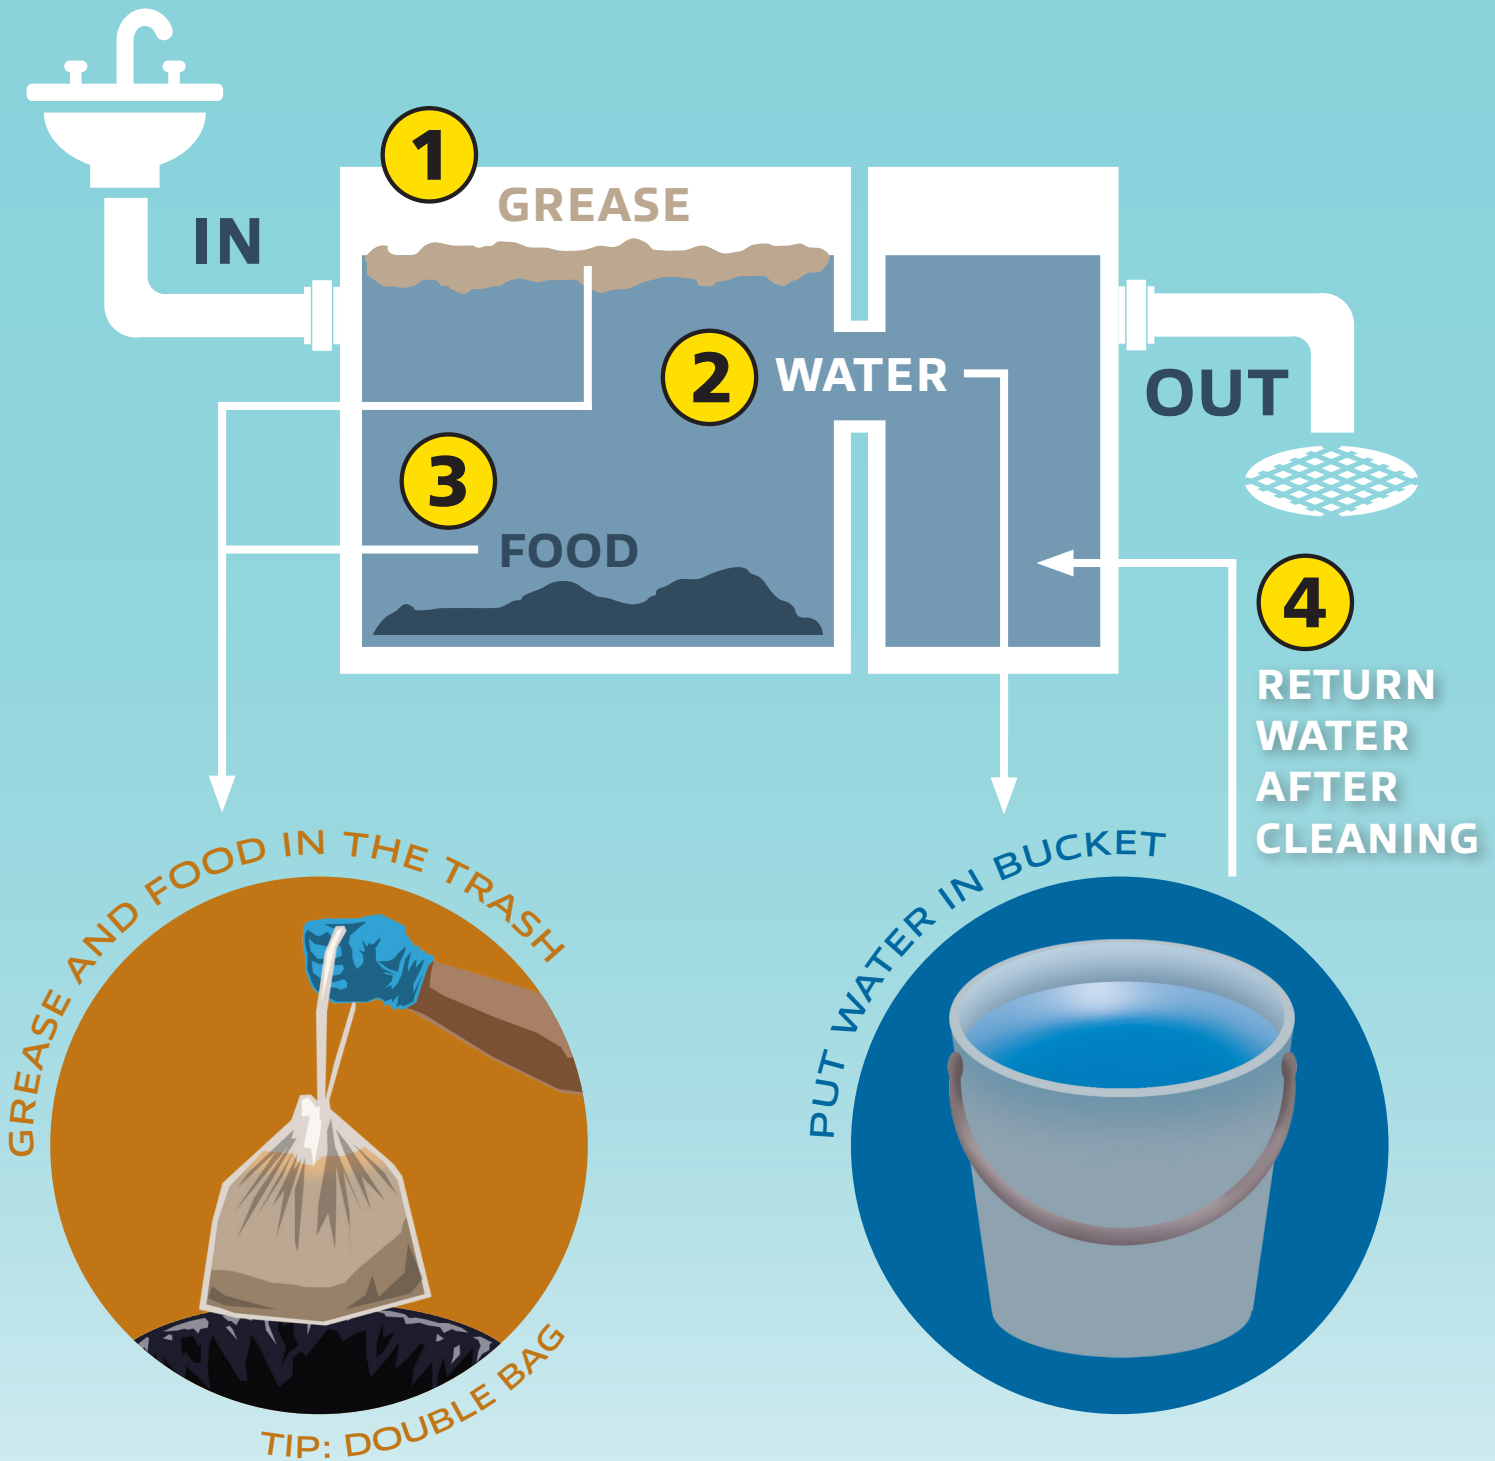 1
GREASE
IN
2
WATER
OUT
3
FOOD
4
RETURN
WATER
AFTER
CLEANING
GREASE AND FOOD IN THE TRASH
TIP: DOUBLE BAG
PUT WATER IN BUCKET